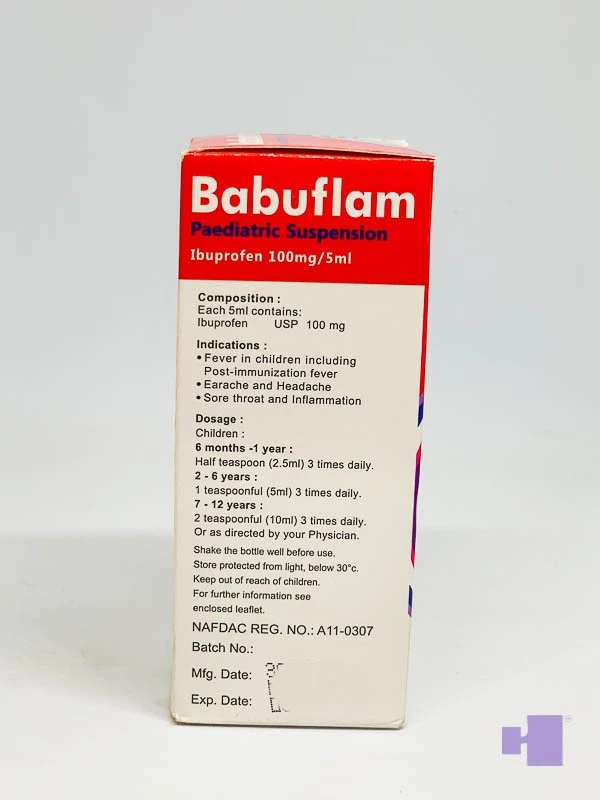 Babuflam
Paediatric Suspension
Ibuprofen 100mg/5ml
Composition :
Each 5ml contains:
Ibuprofen USP 100 mg
Indications :
• Fever in children including
Post-immunization fever
• Earache and Headache
• Sore throat and Inflammation
Dosage :
Children :
6 months -1 year :
Half teaspoon (2.5ml) 3 times daily.
2 - 6 years :
1 teaspoonful (5ml) 3 times daily.
7 - 12 years :
2 teaspoonful (10ml) 3 times daily.
Or as directed by your Physician.
Shake the bottle well before use.
Store protected from light, below 30°c.
Keep out of reach of children.
For further information see
enclosed leaflet.
NAFDAC REG. NO.: A11-0307
Batch No.:
Mfg. Date:
Exp. Date: